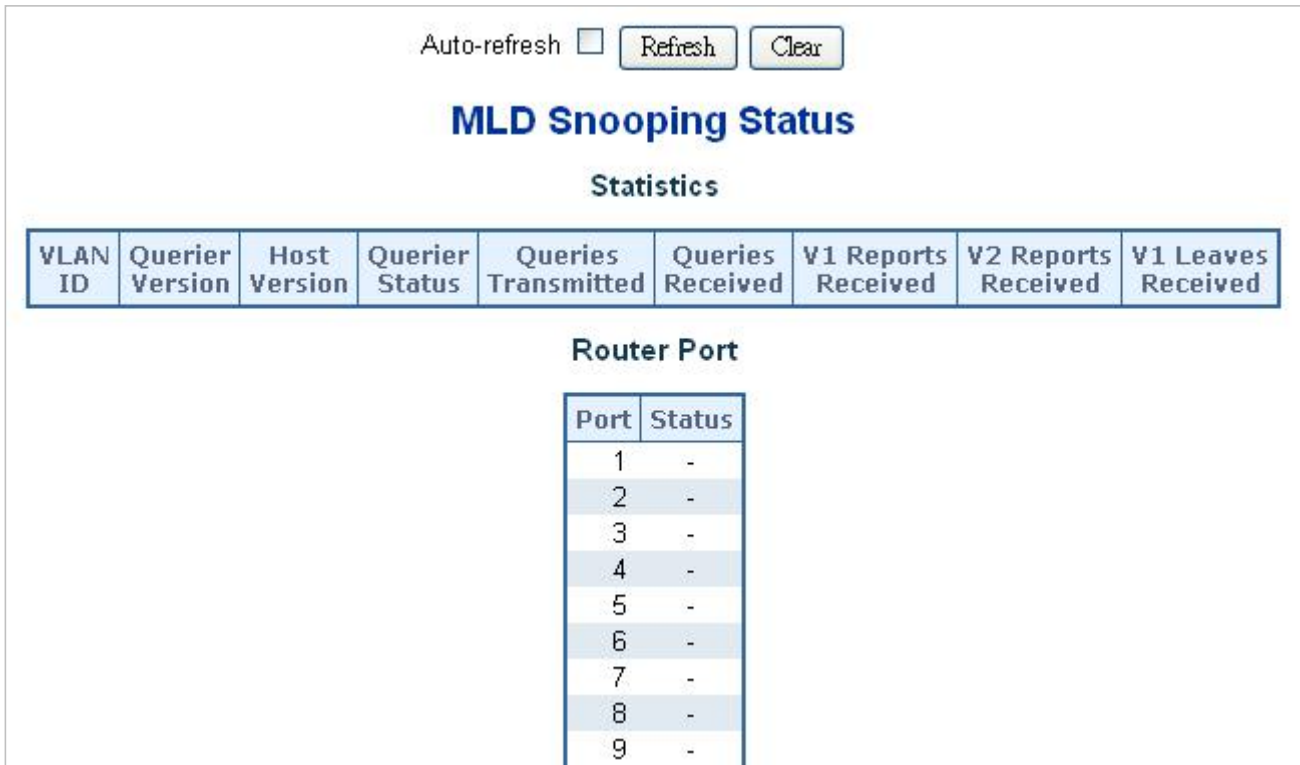 Auto-refresh Refresh Clear
MLD Snooping Status
Statistics
VLAN ID Querier Version Host Version Querier Status Queries Transmitted Queries Received V1 Reports Received V2 Reports Received V1 Leaves Received
Router Port
Port Status
1 -
2 -
3 -
4 -
5 -
6 -
7 -
8 -
9 -